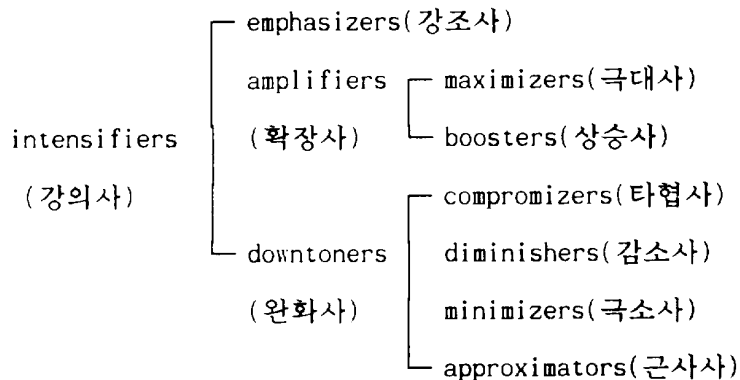 emphasizers(강조사)
amplifiers maximizers(극대사)
intensifiers (확장사) boosters(상승사)
(강의사) compromizers(타협사)
downtoners diminishers(감소사)
(완화사) minimizers(극소사)
approximators(근사사)